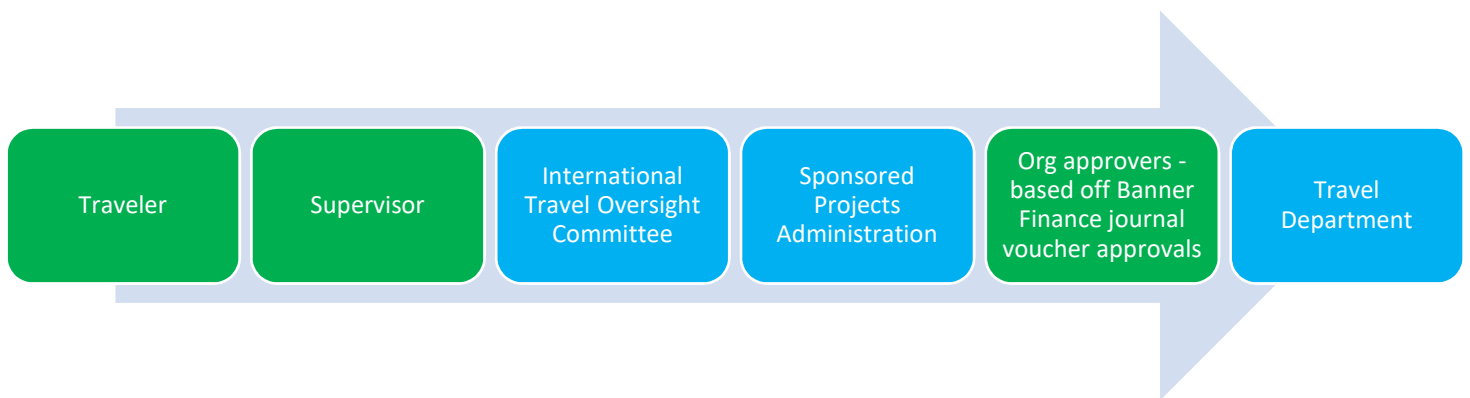 Traveler
Supervisor
International
Travel Oversight
Committee
Sponsored
Projects
Administration
Org approvers -
based off Banner
Finance journal
voucher approvals
Travel
Department